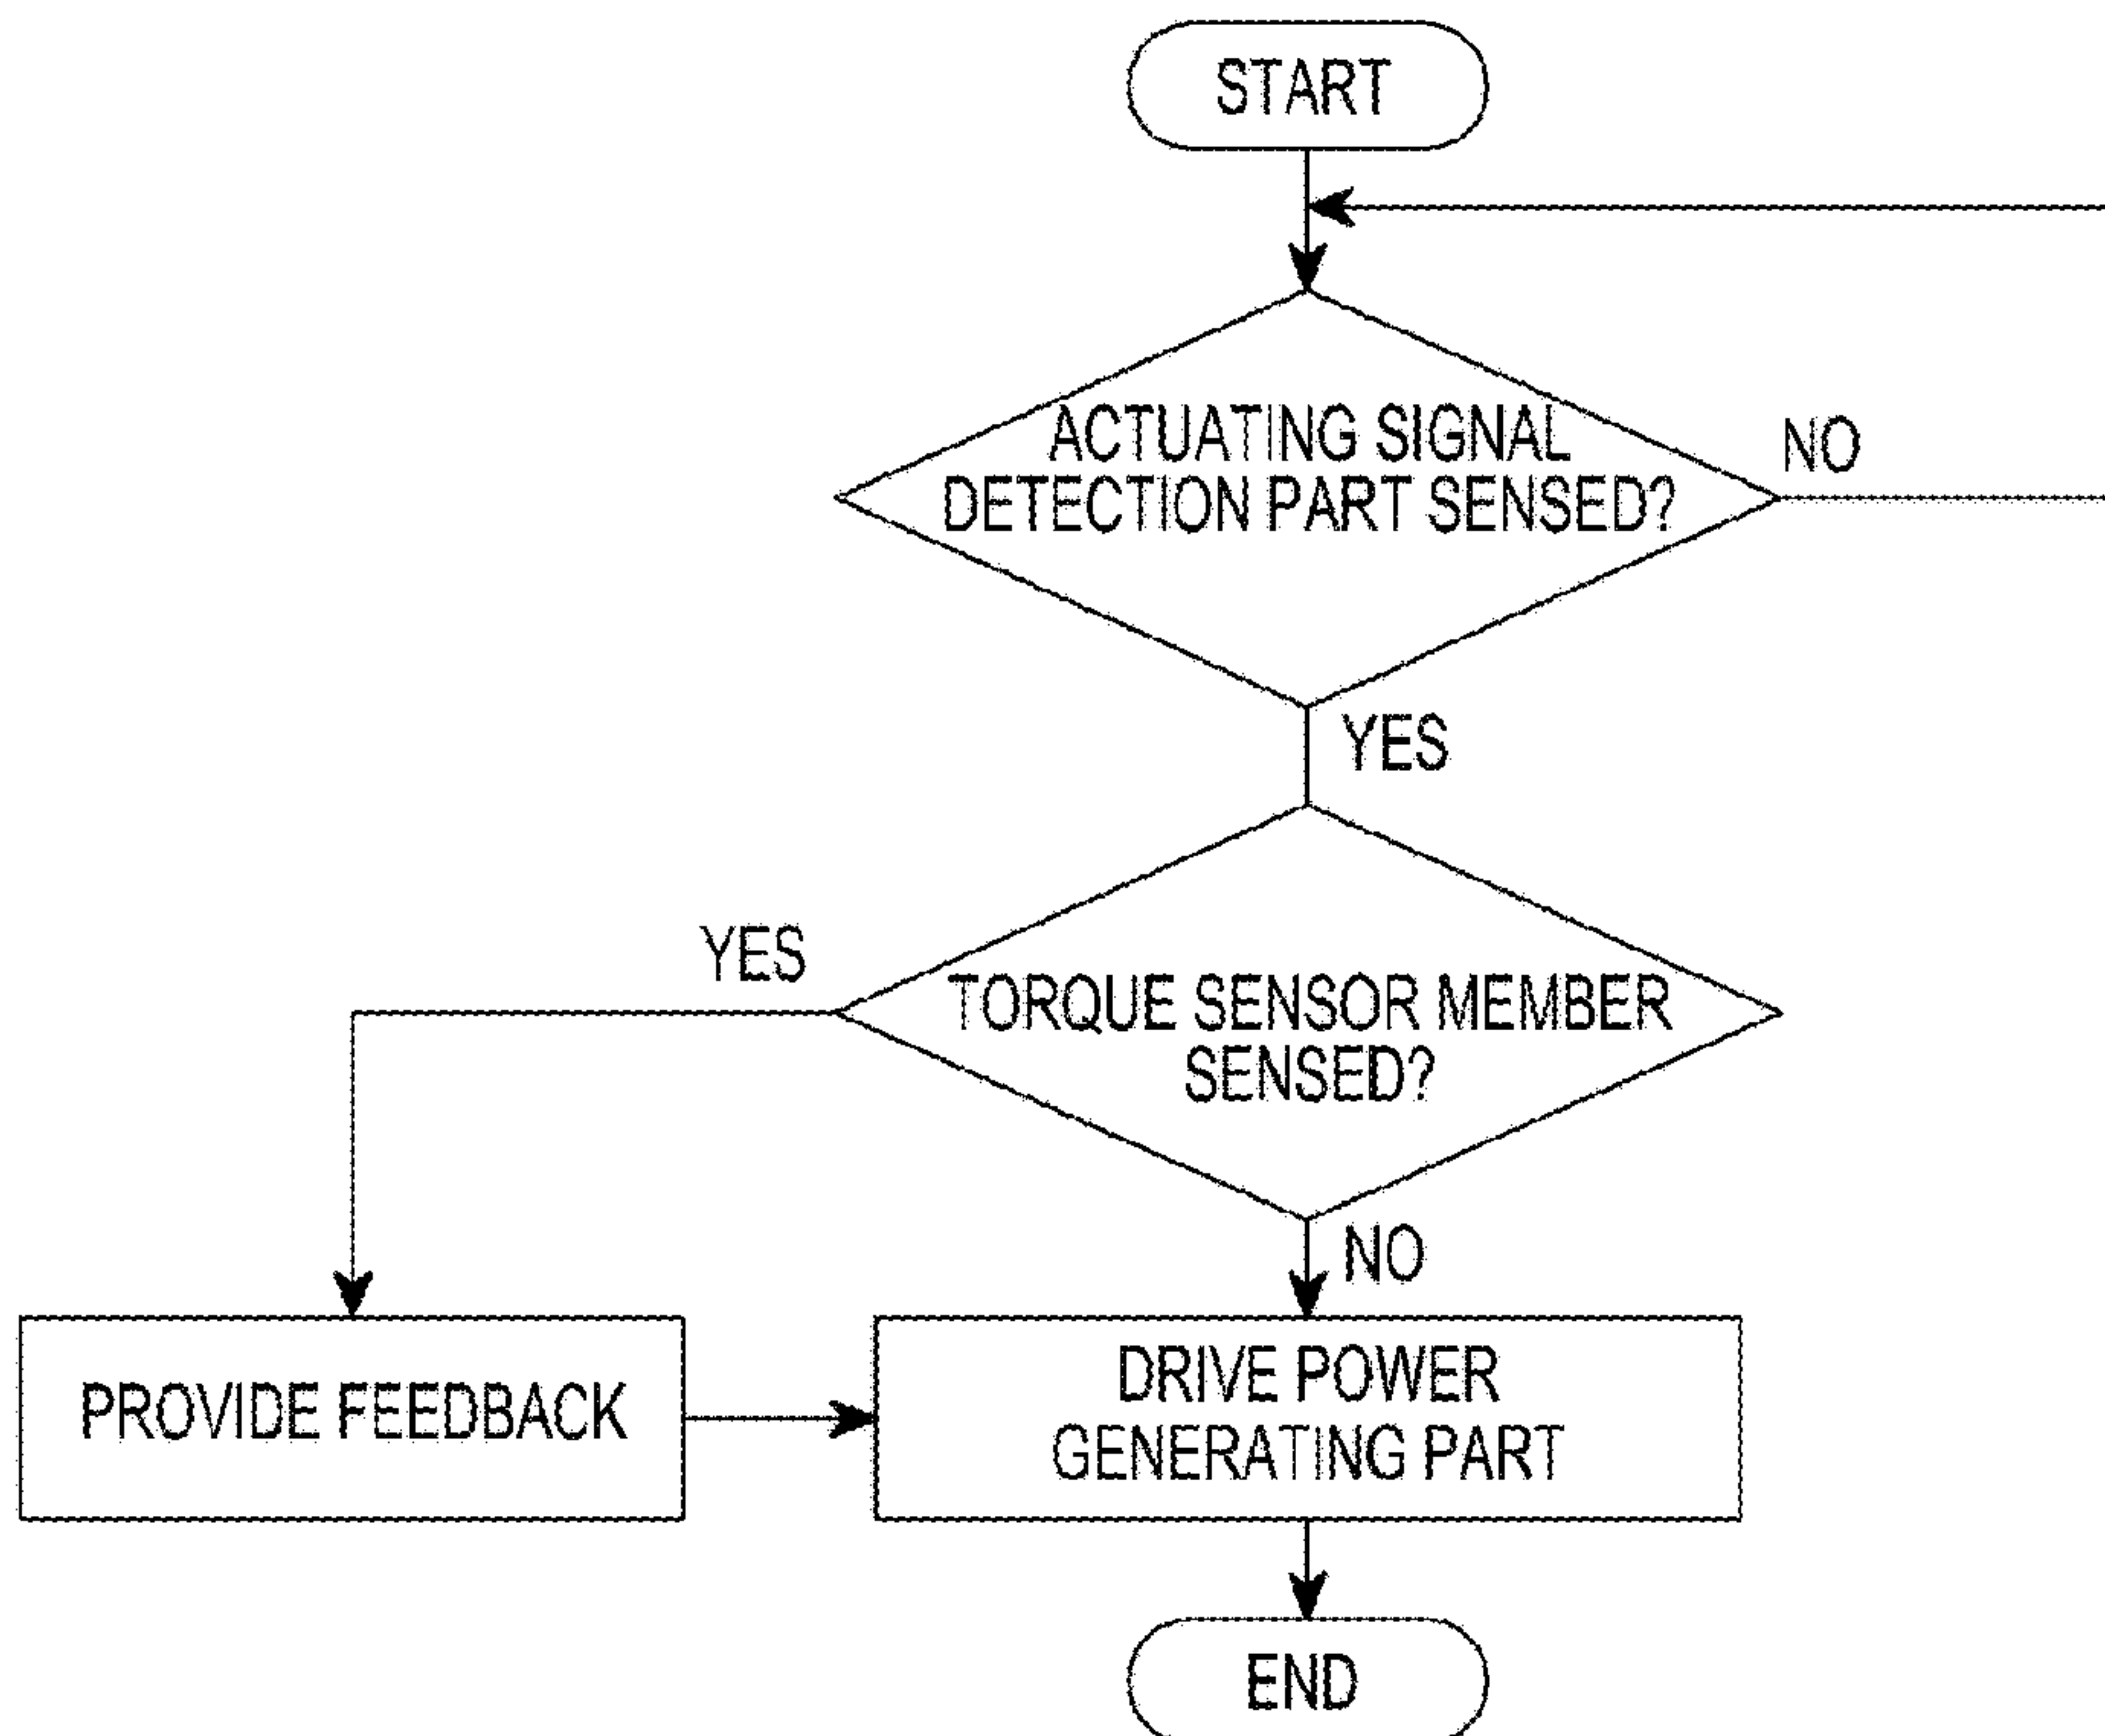 START
ACTUATING SIGNAL
DETECTION PART SENSED?
NO
YES
YES
TORQUE SENSOR MEMBER
SENSED?
NO
PROVIDE FEEDBACK
DRIVE POWER
GENERATING PART
END